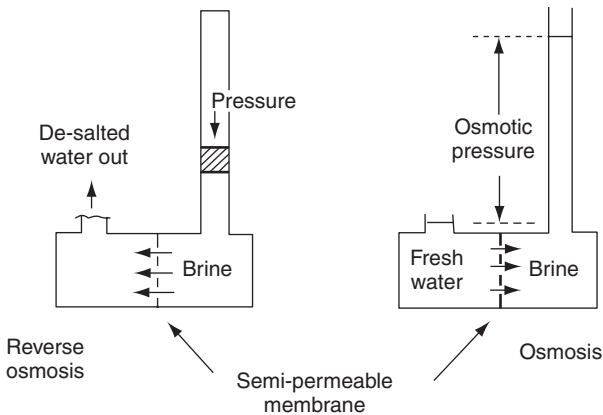 Pressure
De-salted
water out
Brine
Reverse
osmosis
Osmotic
pressure
Fresh
water
Brine
Osmosis
Semi-permeable
membrane